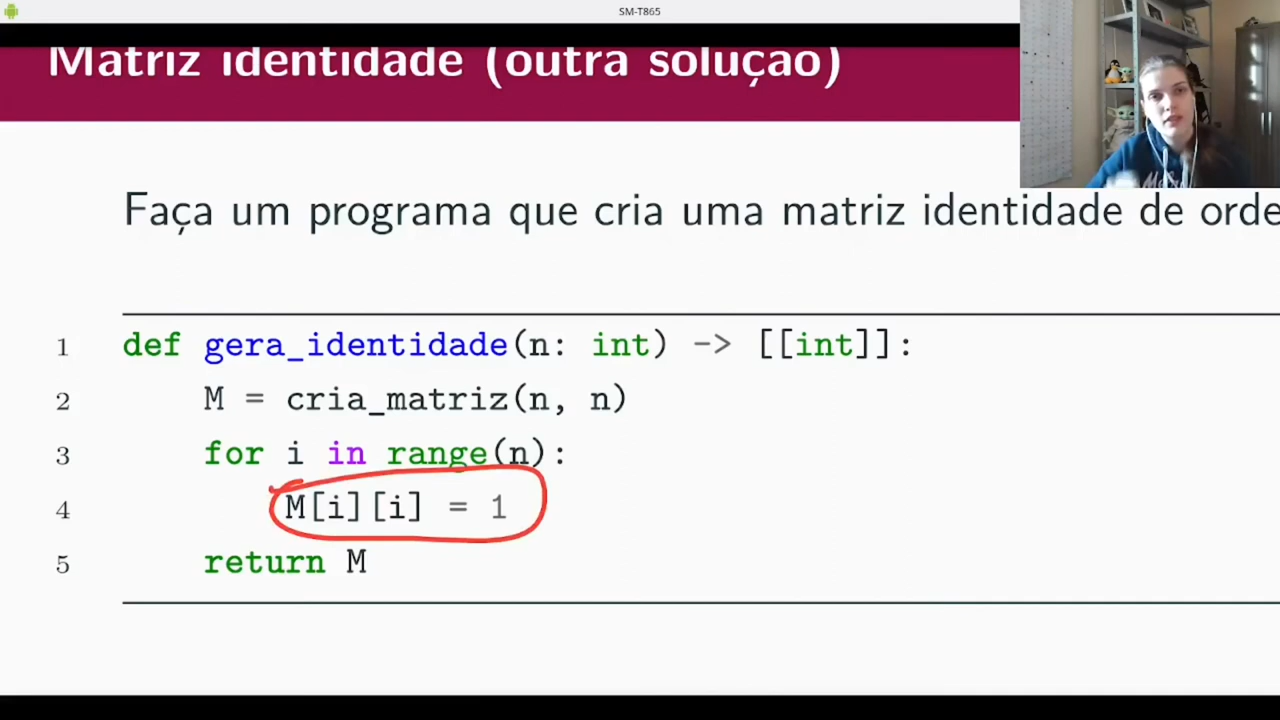 SM-T865
Matriz identidade (outra solução)
Faça um programa que cria uma matriz identidade de orde
1 def gera_identidade(n: int) -> [[int]]:
2 M = cria_matriz(n, n)
3 for i in range(n):
4 M[i][i] = 1
5 return M